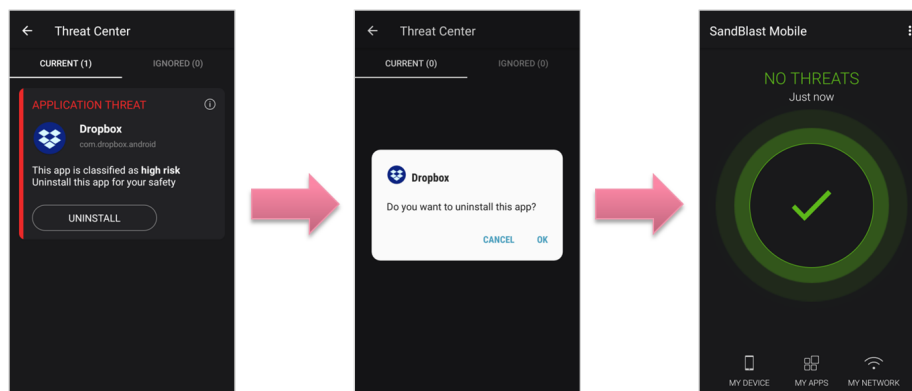 Threat Center
CURRENT (1) IGNORED (0)
APPLICATION THREAT
Dropbox
com.dropbox.android
This app is classified as high risk
Uninstall this app for your safety
UNINSTALL
Threat Center
CURRENT (0) IGNORED (0)
Dropbox
Do you want to uninstall this app?
CANCEL OK
SandBlast Mobile
NO THREATS
Just now
MY DEVICE MY APPS MY NETWORK